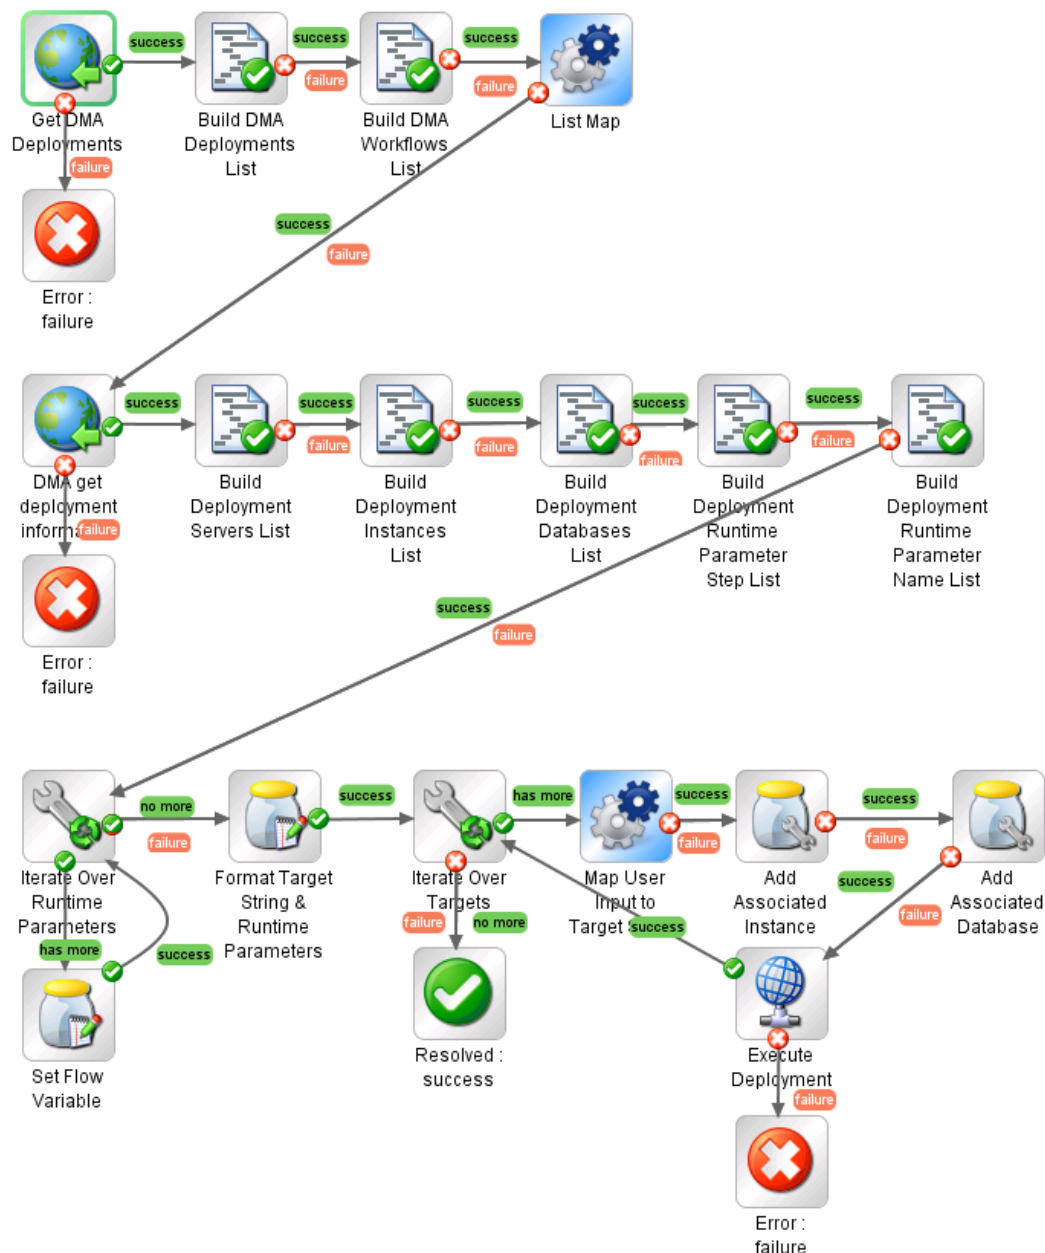 success
success
success
failure
failure
Get DMA
Deployments
failure
Build DMA
Deployments
List
Build DMA
Workflows
List
List Map
success
failure
Error :
failure
success
success
success
success
success
failure
failure
failure
failure
DMA get
deployment
failure
Build
Deployment
Servers List
Build
Deployment
Instances
List
Build
Deployment
Databases
List
Build
Deployment
Runtime
Parameter
Step List
Build
Deployment
Runtime
Parameter
Name List
success
failure
Error :
failure
no more
failure
success
has more
success
failure
success
failure
Iterate Over
Runtime
Parameters
has more
success
Format Target
String &
Runtime
Parameters
Iterate Over
Targets
failure
no more
Map User
Input to
Target
success
Add
Associated
Instance
success
failure
Add
Associated
Database
Set Flow
Variable
Resolved :
success
Execute
Deployment
failure
Error :
failure